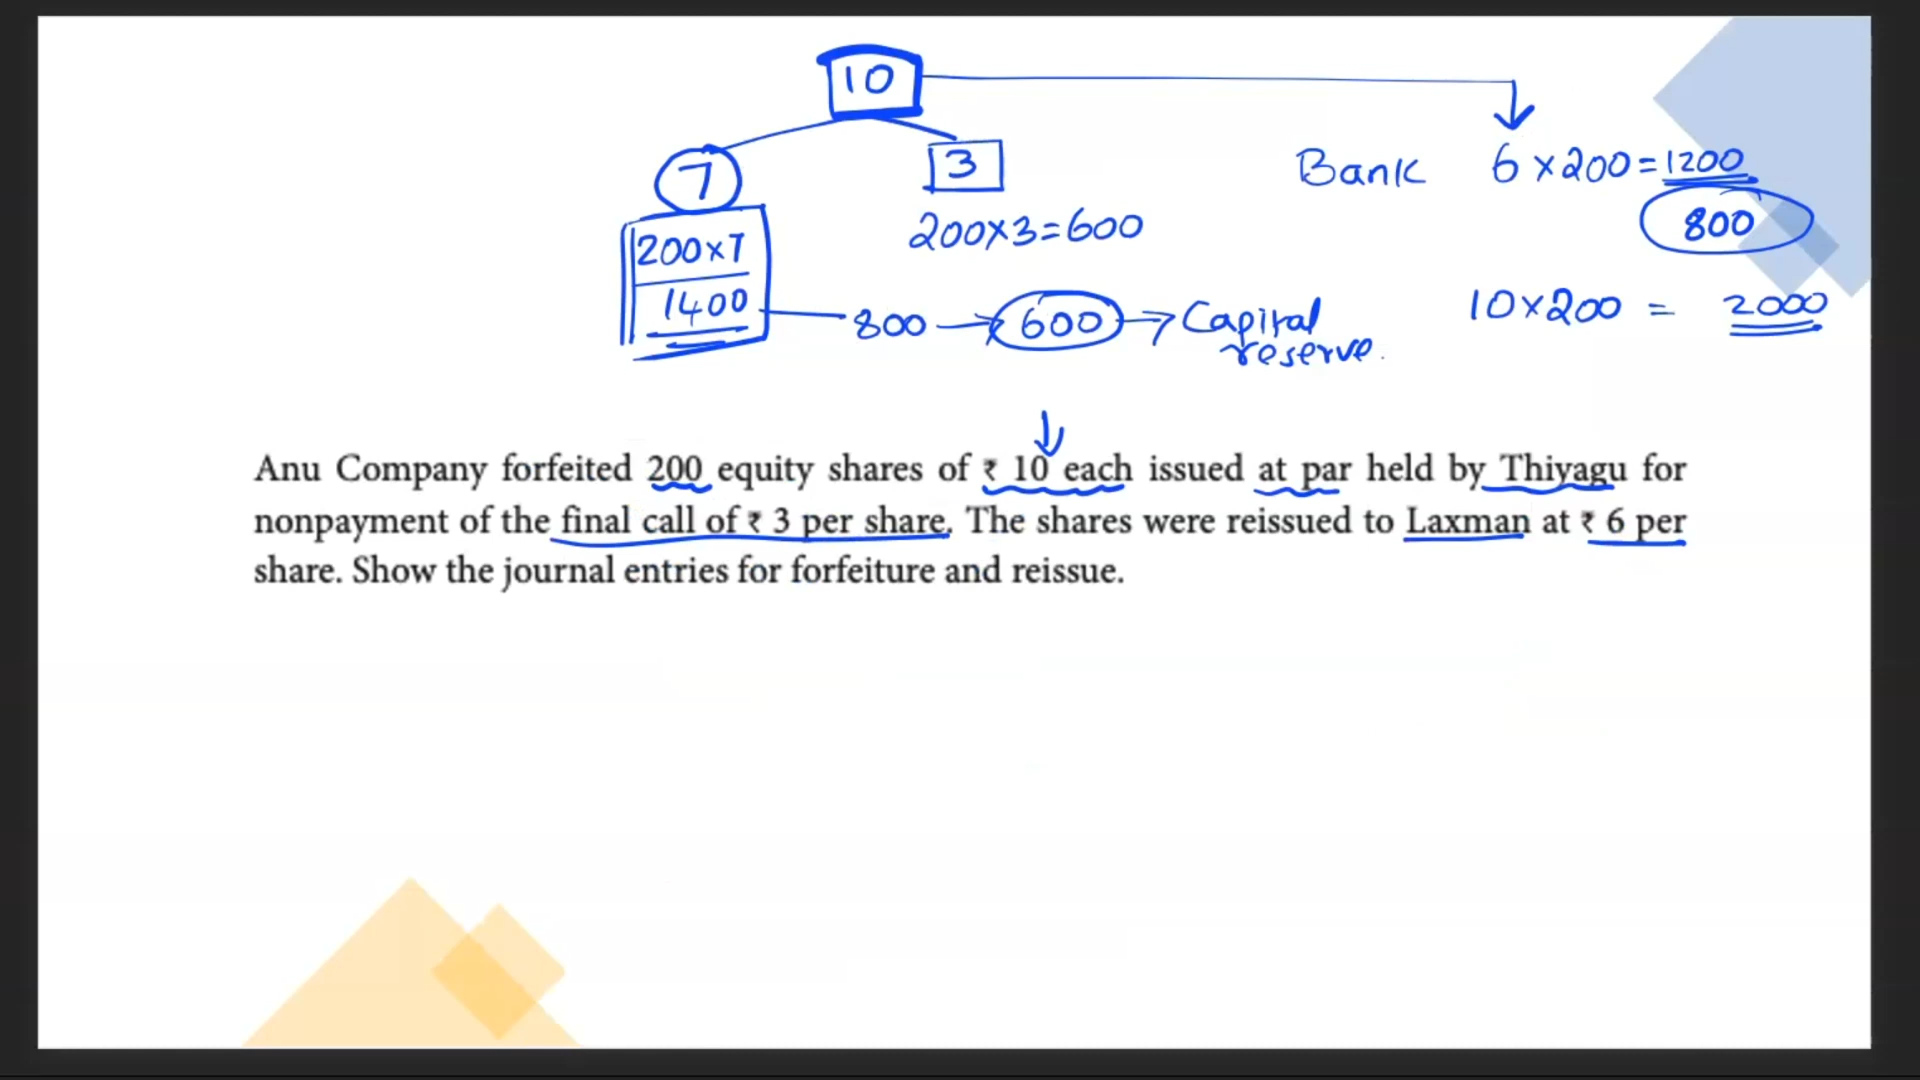 10
7
3
200×7
1400
200×3=600
800 → 600 → Capital
reserve.
Bank 6×200=1200
800
10×200 = 2000
Anu Company forfeited 200 equity shares of ₹ 10 each issued at par held by Thiyagu for
nonpayment of the final call of ₹ 3 per share. The shares were reissued to Laxman at ₹ 6 per
share. Show the journal entries for forfeiture and reissue.